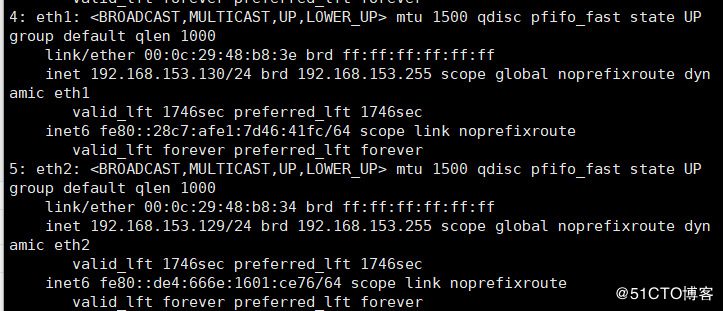 valid_lft forever preferred_lft forever
4: eth1: <BROADCAST,MULTICAST,UP,LOWER_UP> mtu 1500 qdisc pfifo_fast state UP
group default qlen 1000
link/ether 00:0c:29:48:b8:3e brd ff:ff:ff:ff:ff:ff
inet 192.168.153.130/24 brd 192.168.153.255 scope global noprefixroute dyn
amic eth1
valid_lft 1746sec preferred_lft 1746sec
inet6 fe80::28c7:afe1:7d46:41fc/64 scope link noprefixroute
valid_lft forever preferred_lft forever
5: eth2: <BROADCAST,MULTICAST,UP,LOWER_UP> mtu 1500 qdisc pfifo_fast state UP
group default qlen 1000
link/ether 00:0c:29:48:b8:34 brd ff:ff:ff:ff:ff:ff
inet 192.168.153.129/24 brd 192.168.153.255 scope global noprefixroute dyn
amic eth2
valid_lft 1746sec preferred_lft 1746sec
inet6 fe80::de4:666e:1601:ce76/64 scope link noprefixroute
valid_lft forever preferred_lft forever
@51CTO博客